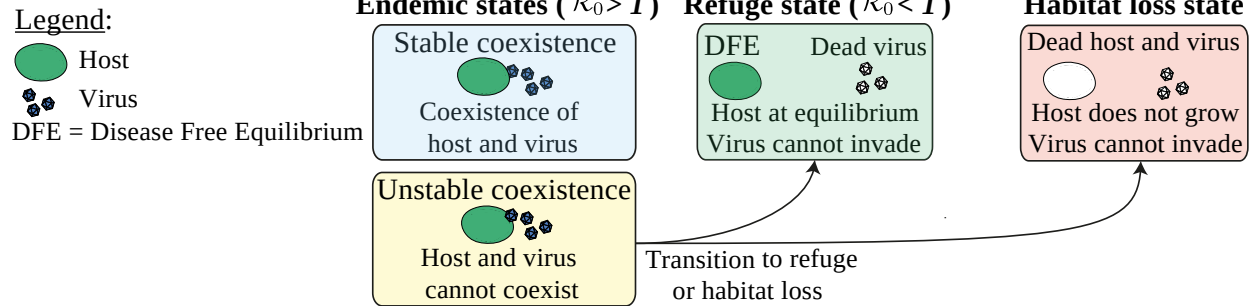 Legend:
Host
Virus
DFE = Disease Free Equilibrium
Endemic states ( ℛ₀ > 1 )
Stable coexistence
Coexistence of
host and virus
Unstable coexistence
Host and virus
cannot coexist
Transition to refuge
or habitat loss
Refuge state ( ℛ₀ < 1 )
DFE Dead virus
Host at equilibrium
Virus cannot invade
Habitat loss state
Dead host and virus
Host does not grow
Virus cannot invade